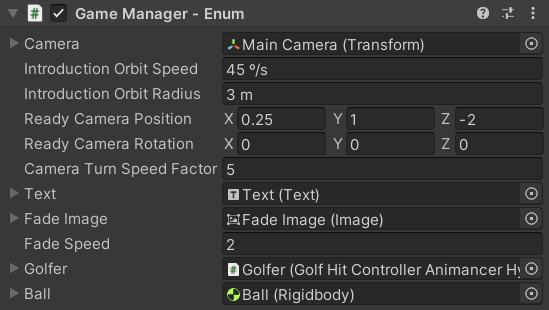 Game Manager - Enum
Camera Main Camera (Transform)
Introduction Orbit Speed 45 º/s
Introduction Orbit Radius 3 m
Ready Camera Position X 0.25 Y 1 Z -2
Ready Camera Rotation X 0 Y 0 Z 0
Camera Turn Speed Factor 5
Text Text (Text)
Fade Image Fade Image (Image)
Fade Speed 2
Golfer Golfer (Golf Hit Controller Animancer Hy
Ball Ball (Rigidbody)